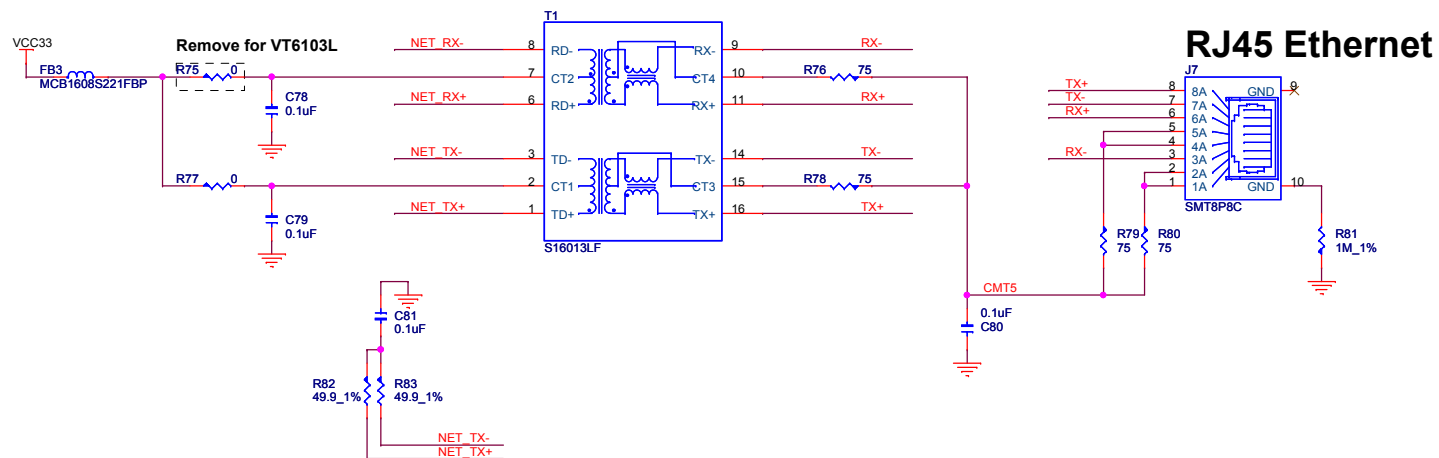 T1
VCC33
Remove for VT6103L
RJ45 Ethernet
FB3
MCB1608S221FBP
R75 0
C78
0.1uF
NET_RX- 8 RD- RX- 9 RX-
7 CT2 CT4 10 R76 75
NET_RX+ 6 RD+ RX+ 11 RX+
NET_TX- 3 TD- TX- 14 TX-
R77 0 2 CT1 CT3 15 R78 75
NET_TX+ 1 TD+ TX+ 16 TX+
C79
0.1uF
S16013LF
J7
TX+ 8 8A GND 9
TX- 7 7A
RX+ 6 6A
5 5A
4 4A
RX- 3 3A
2 2A
1 1A GND 10
SMT8P8C
R79
75
R80
75
R81
1M_1%
CMT5
0.1uF
C80
C81
0.1uF
R82
49.9_1%
R83
49.9_1%
NET_TX-
NET_TX+